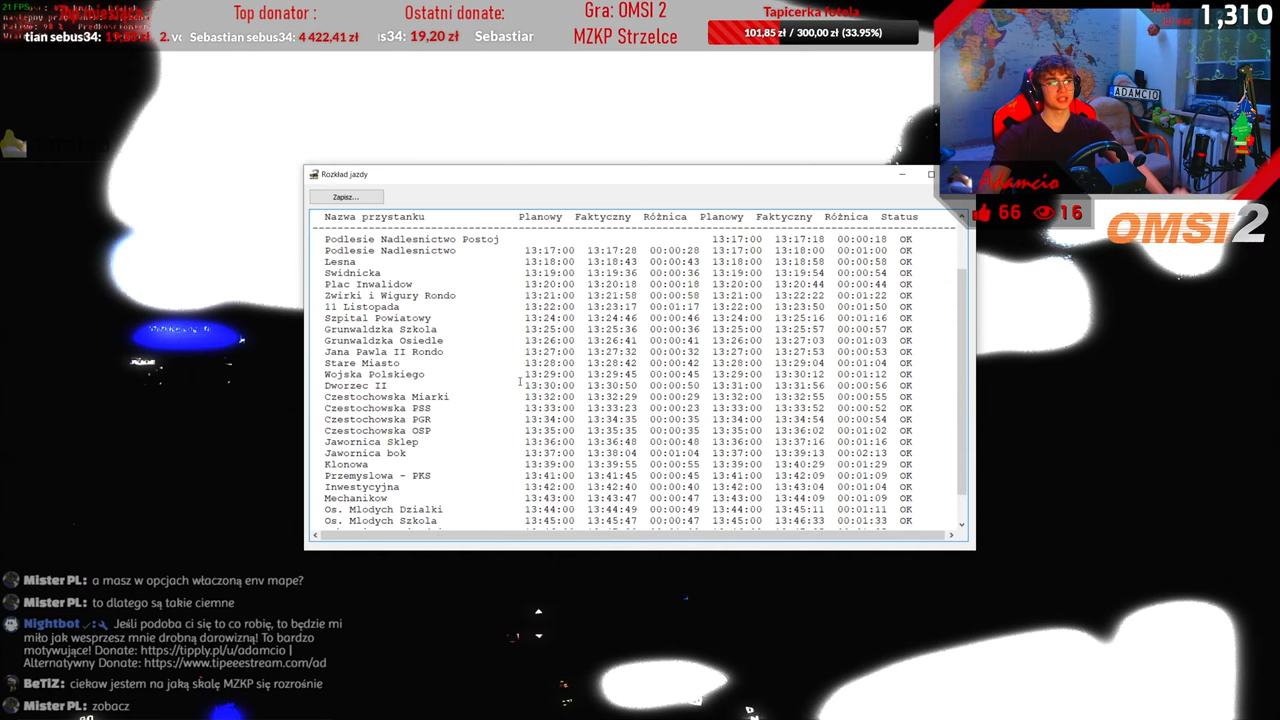 21 FPS
Top donator :
Ostatni donate:
Gra: OMSI 2
MZKP Strzelce
Tapicerka fotela
101,85 zł / 300,00 zł (33.95%)
1,310
Sebastian sebus34: 4 422,41 zł
s34: 19,20 zł Sebastiar
ADAMCIO
Adamcio
66 16
OMSI 2
Rozkład jazdy
Zapisz...
Nazwa przystanku Planowy Faktyczny Różnica Planowy Faktyczny Różnica Status
Podlesie Nadlesnictwo Postoj 13:17:00 13:17:18 00:00:18 OK
Podlesie Nadlesnictwo 13:17:00 13:17:28 00:00:28 13:17:00 13:18:00 00:01:00 OK
Lesna 13:18:00 13:18:43 00:00:43 13:18:00 13:18:58 00:00:58 OK
Swidnicka 13:19:00 13:19:36 00:00:36 13:19:00 13:19:54 00:00:54 OK
Plac Inwalidow 13:20:00 13:20:18 00:00:18 13:20:00 13:20:44 00:00:44 OK
Zwirki i Wigury Rondo 13:21:00 13:21:58 00:00:58 13:21:00 13:22:22 00:01:22 OK
11 Listopada 13:22:00 13:23:17 00:01:17 13:22:00 13:23:50 00:01:50 OK
Szpital Powiatowy 13:24:00 13:24:46 00:00:46 13:24:00 13:25:16 00:01:16 OK
Grunwaldzka Szkola 13:25:00 13:25:36 00:00:36 13:25:00 13:25:57 00:00:57 OK
Grunwaldzka Osiedle 13:26:00 13:26:41 00:00:41 13:26:00 13:27:03 00:01:03 OK
Jana Pawla II Rondo 13:27:00 13:27:32 00:00:32 13:27:00 13:27:53 00:00:53 OK
Stare Miasto 13:28:00 13:28:42 00:00:42 13:28:00 13:29:04 00:01:04 OK
Wojska Polskiego 13:29:00 13:29:45 00:00:45 13:29:00 13:30:12 00:01:12 OK
Dworzec II 13:30:00 13:30:50 00:00:50 13:31:00 13:31:56 00:00:56 OK
Czestochowska Miarki 13:32:00 13:32:29 00:00:29 13:32:00 13:32:55 00:00:55 OK
Czestochowska PSS 13:33:00 13:33:23 00:00:23 13:33:00 13:33:52 00:00:52 OK
Czestochowska PGR 13:34:00 13:34:35 00:00:35 13:34:00 13:34:54 00:00:54 OK
Czestochowska OSP 13:35:00 13:35:35 00:00:35 13:35:00 13:36:02 00:01:02 OK
Jawornica Sklep 13:36:00 13:36:48 00:00:48 13:36:00 13:37:16 00:01:16 OK
Jawornica bok 13:37:00 13:38:04 00:01:04 13:37:00 13:39:13 00:02:13 OK
Klonowa 13:39:00 13:39:55 00:00:55 13:39:00 13:40:29 00:01:29 OK
Przemyslowa - PKS 13:41:00 13:41:45 00:00:45 13:41:00 13:42:09 00:01:09 OK
Inwestycyjna 13:42:00 13:42:40 00:00:40 13:42:00 13:43:04 00:01:04 OK
Mechanikow 13:43:00 13:43:47 00:00:47 13:43:00 13:44:09 00:01:09 OK
Os. Mlodych Dzialki 13:44:00 13:44:49 00:00:49 13:44:00 13:45:11 00:01:11 OK
Os. Mlodych Szkola 13:45:00 13:45:47 00:00:47 13:45:00 13:46:33 00:01:33 OK
Mister PL: a masz w opcjach właczoną env mape?
Mister PL: to dlatego są takie ciemne
Nightbot : Jeśli podoba ci się to co robię, to będzie mi
miło jak wesprzesz mnie drobną darowizną! To bardzo
motywujące! Donate: https://tipply.pl/u/adamcio |
Alternatywny Donate: https://www.tipeeestream.com/ad
BeTiZ: ciekaw jestem na jaką skalę MZKP się rozrośnie
Mister PL: zobacz